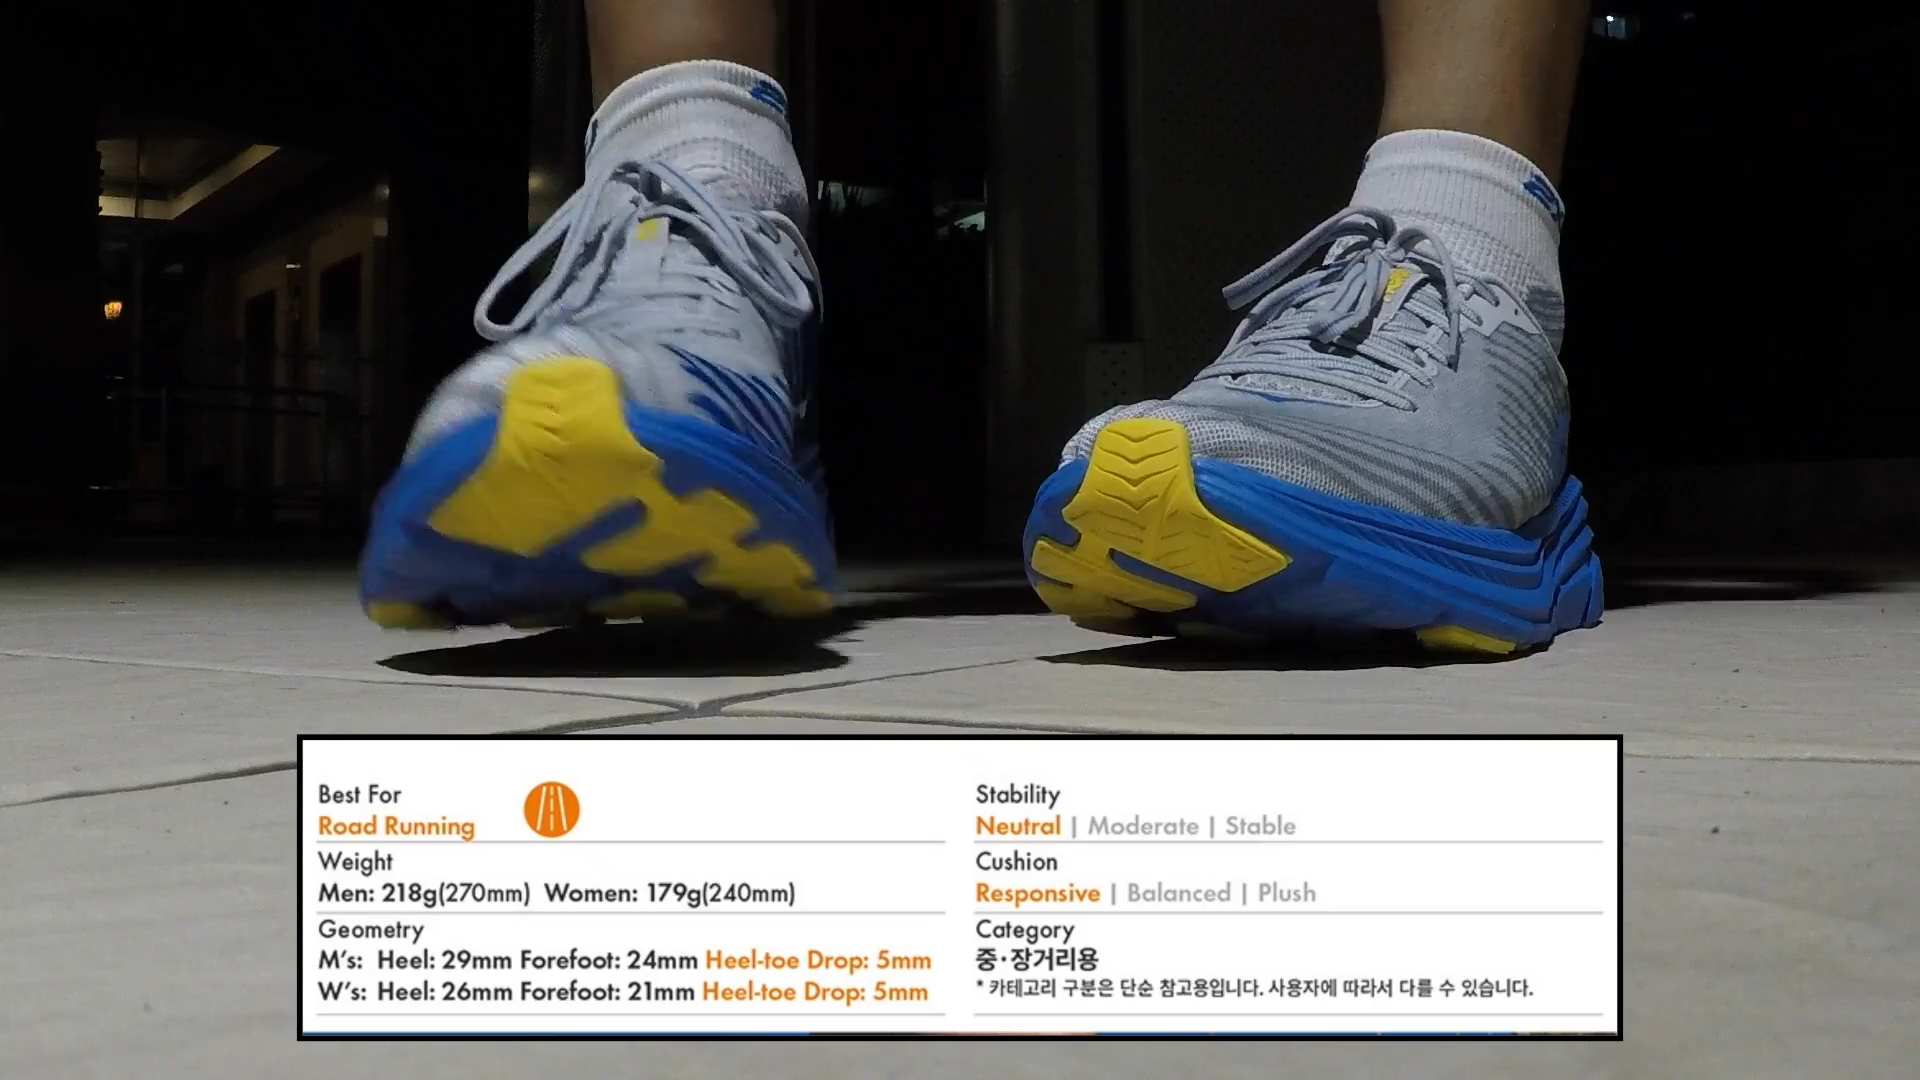 Best For
Road Running
Weight
Men: 218g(270mm) Women: 179g(240mm)
Geometry
M's: Heel: 29mm Forefoot: 24mm Heel-toe Drop: 5mm
W's: Heel: 26mm Forefoot: 21mm Heel-toe Drop: 5mm
Stability
Neutral | Moderate | Stable
Cushion
Responsive | Balanced | Plush
Category
중·장거리용
* 카테고리 구분은 단순 참고용입니다. 사용자에 따라서 다를 수 있습니다.